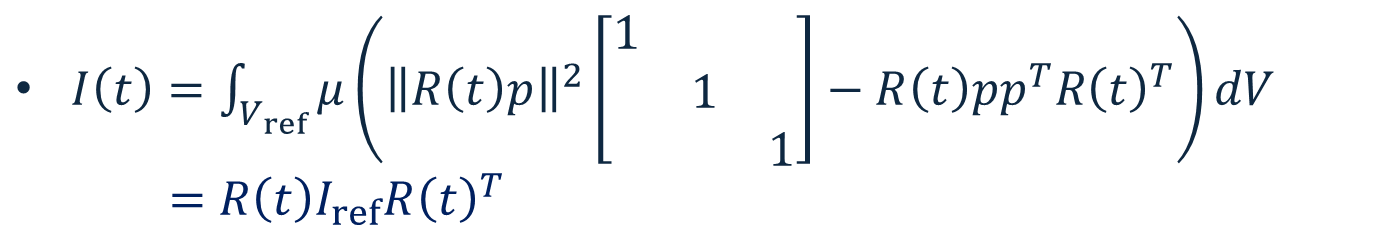 • I(t) = ∫_{V_ref} μ ( ‖R(t)p‖² [1 1 1] − R(t)pp^T R(t)^T ) dV
= R(t)I_ref R(t)^T